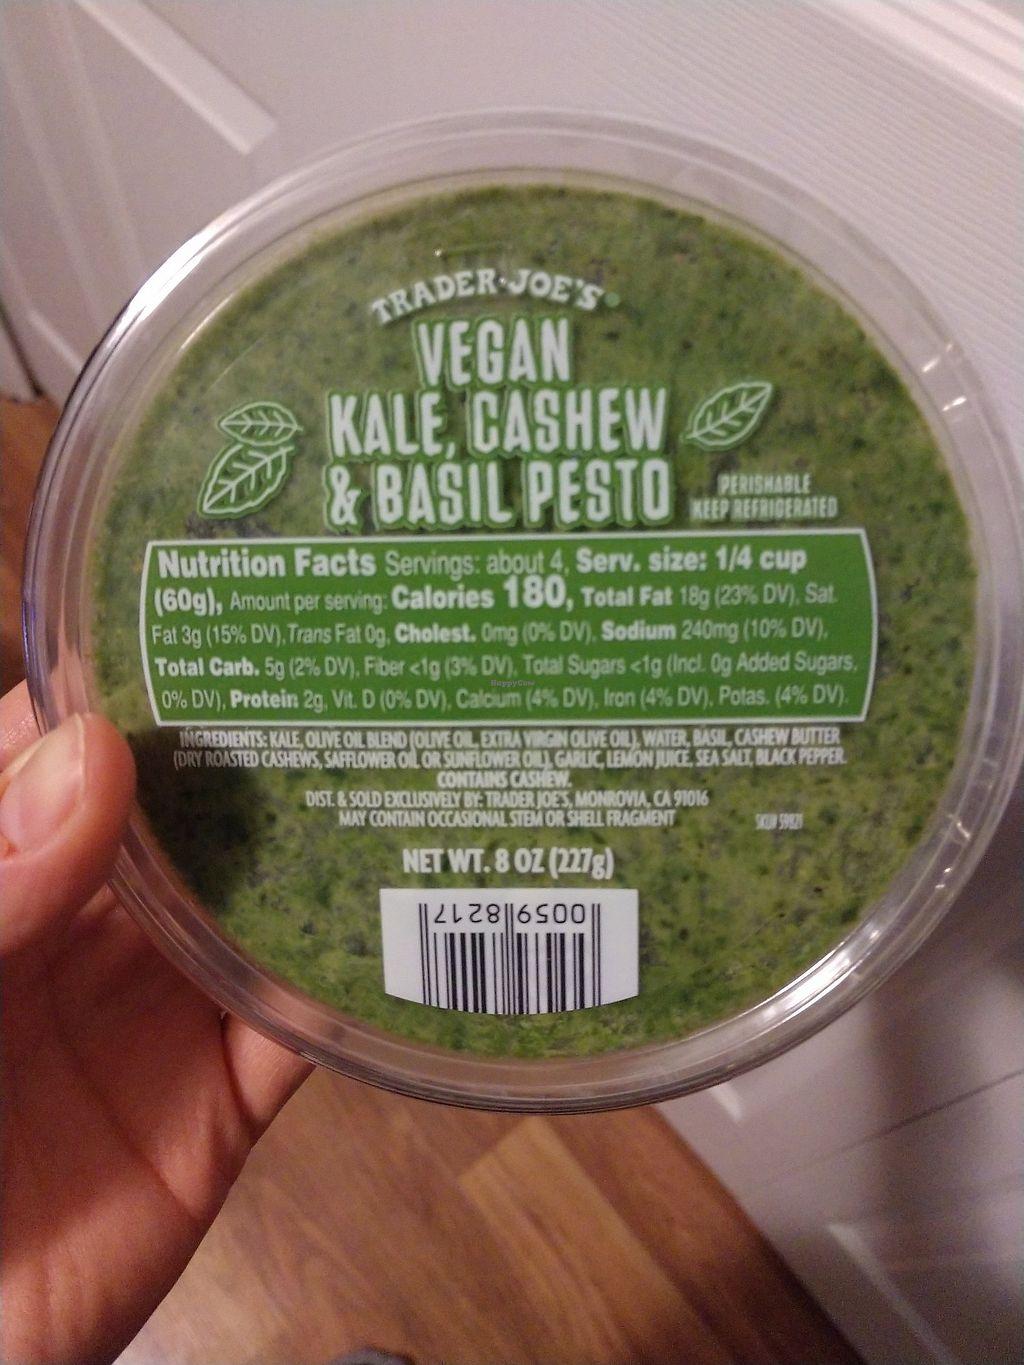 TRADER JOE'S
VEGAN
KALE, CASHEW
& BASIL PESTO
PERISHABLE
KEEP REFRIGERATED
Nutrition Facts Servings: about 4, Serv. size: 1/4 cup
(60g), Amount per serving: Calories 180, Total Fat 18g (23% DV), Sat.
Fat 3g (15% DV), Trans Fat 0g, Cholest. 0mg (0% DV), Sodium 240mg (10% DV),
Total Carb. 5g (2% DV), Fiber <1g (3% DV), Total Sugars <1g (Incl. 0g Added Sugars,
0% DV), Protein 2g, Vit. D (0% DV), Calcium (4% DV), Iron (4% DV), Potas. (4% DV).
HappyCow
INGREDIENTS: KALE, OLIVE OIL BLEND (OLIVE OIL, EXTRA VIRGIN OLIVE OIL), WATER, BASIL, CASHEW BUTTER
(DRY ROASTED CASHEWS, SAFFLOWER OIL OR SUNFLOWER OIL), GARLIC, LEMON JUICE, SEA SALT, BLACK PEPPER.
CONTAINS CASHEW.
DIST. & SOLD EXCLUSIVELY BY: TRADER JOE'S, MONROVIA, CA 91016
MAY CONTAIN OCCASIONAL STEM OR SHELL FRAGMENT
SKU# 59821
NET WT. 8 OZ (227g)
0059 8217